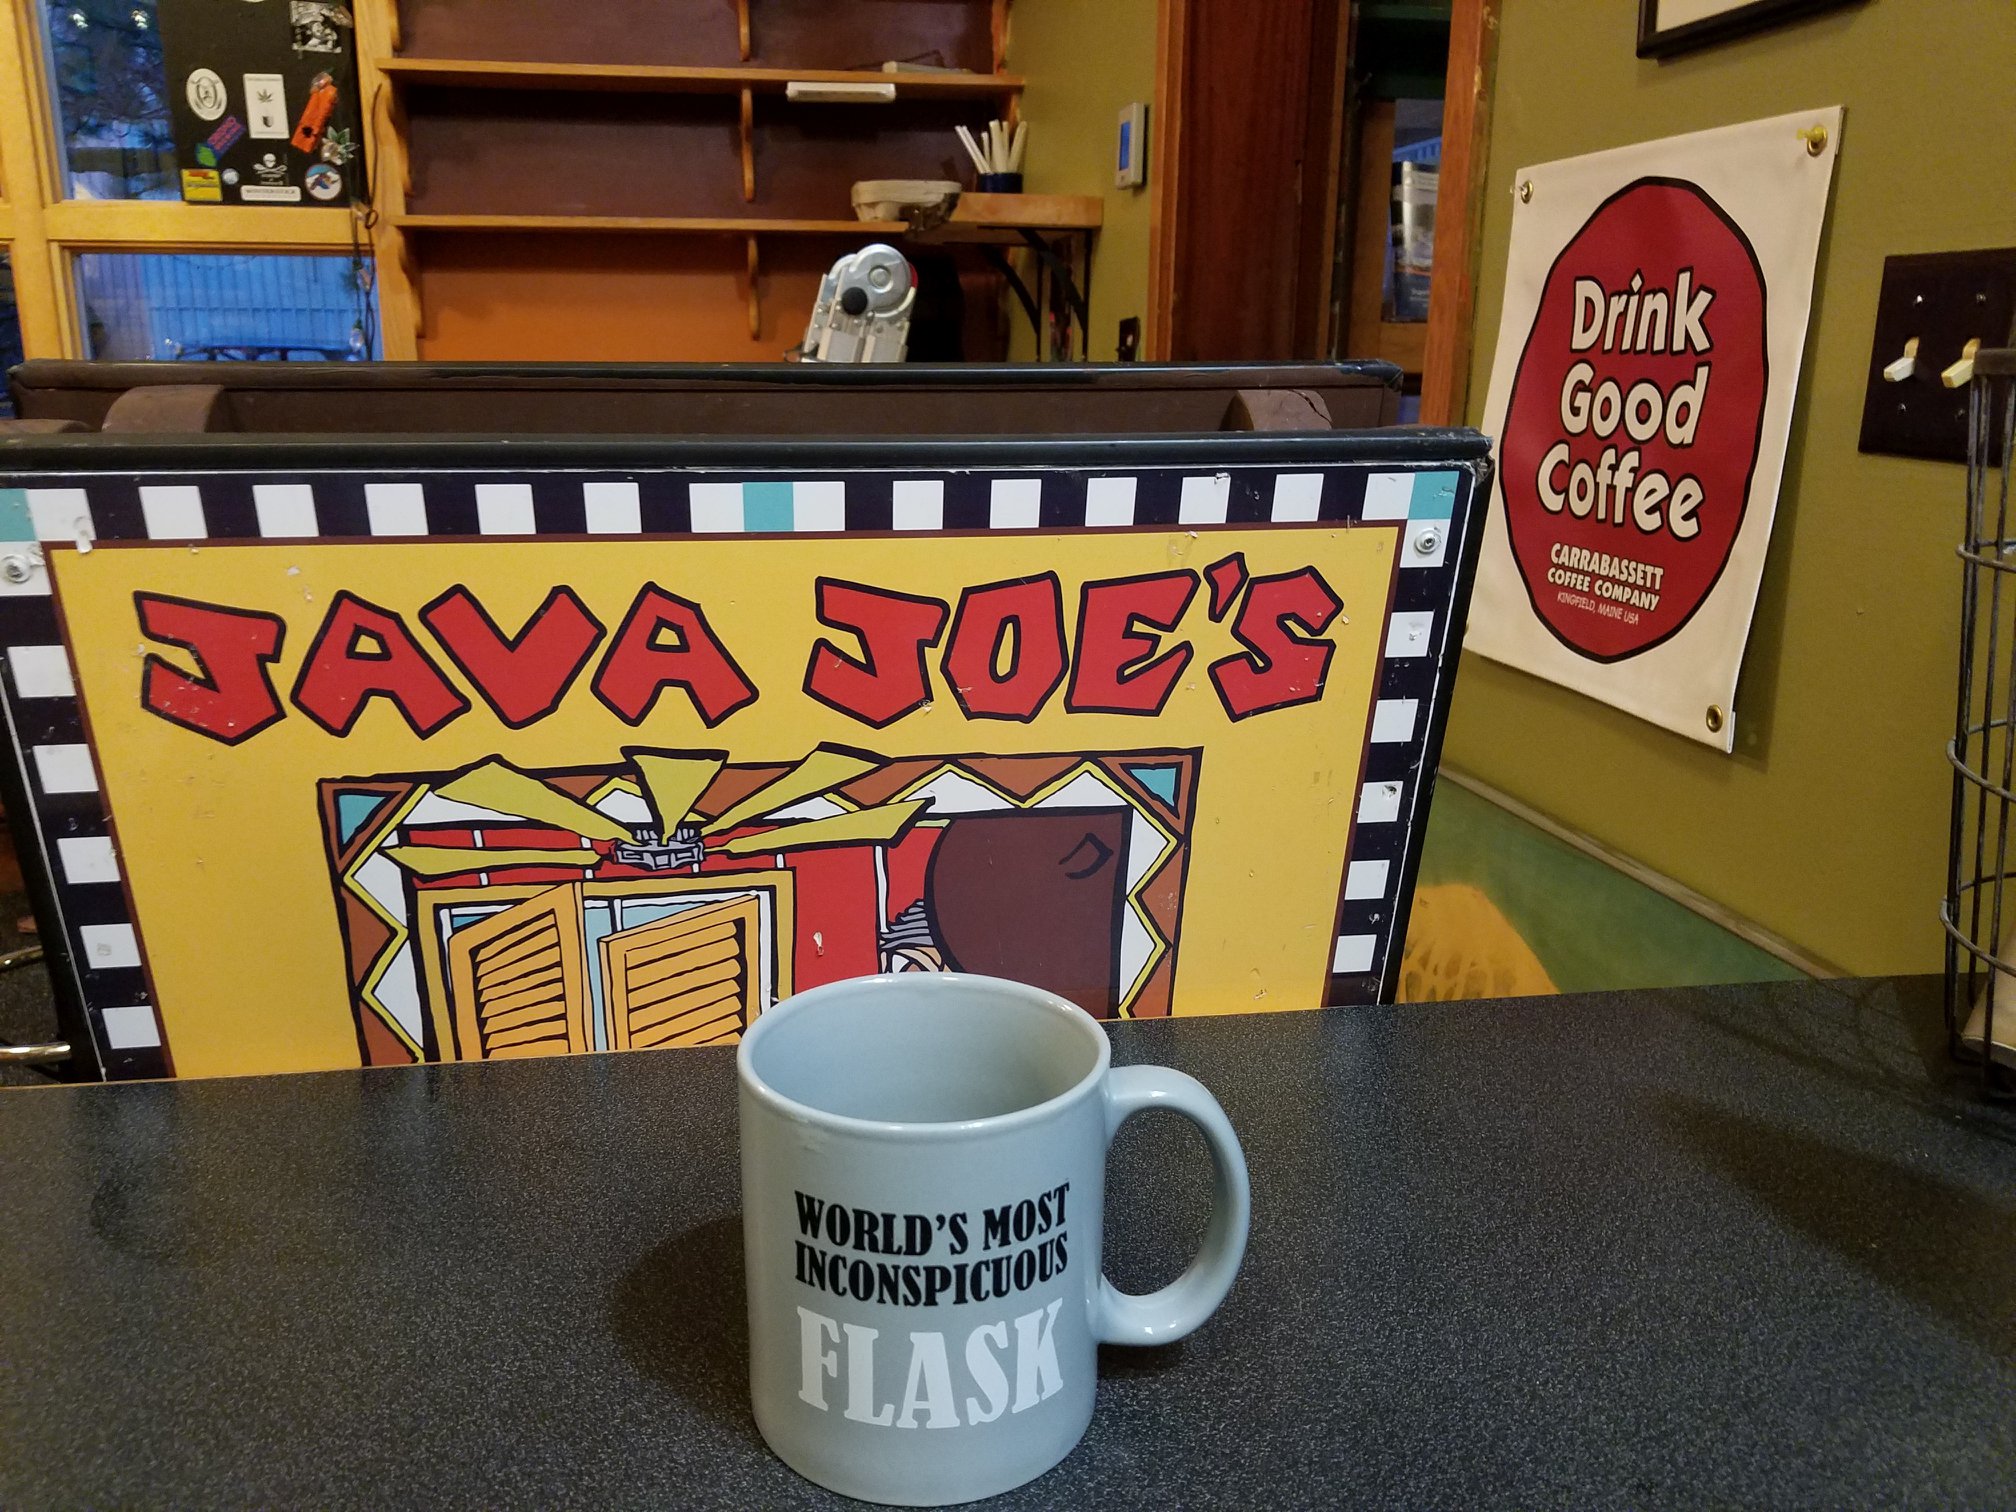 Drink
Good
Coffee
CARRABASSETT
COFFEE COMPANY
KINGFIELD, MAINE USA
JAVA JOE'S
WORLD'S MOST
INCONSPICUOUS
FLASK